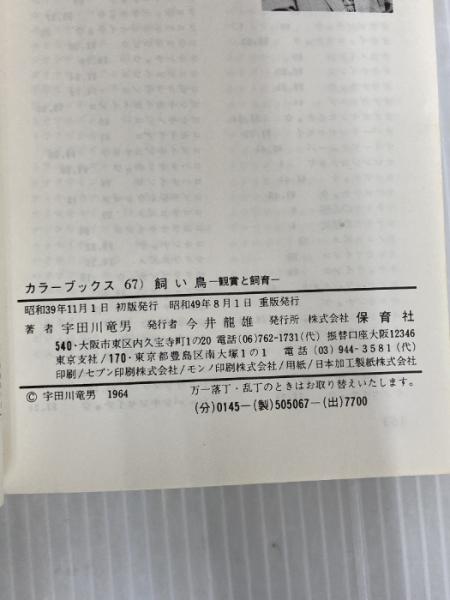 カラーブックス 67） 飼い鳥―観賞と飼育―
昭和39年11月1日 初版発行 昭和49年8月1日 重版発行
著者 宇田川竜男 発行者 今井龍雄 発行所 株式会社 保育社
540・大阪市東区内久宝寺町1の20 電話(06)762-1731(代) 振替口座大阪12346
東京支社/170・東京都豊島区南大塚1の1 電話(03)944-3581(代)
印刷/セブン印刷株式会社/モンノ印刷株式会社/用紙/日本加工製紙株式会社
© 宇田川竜男 1964 万一落丁・乱丁のときはお取り替えいたします。
(分)0145―(製)505067―(出)7700